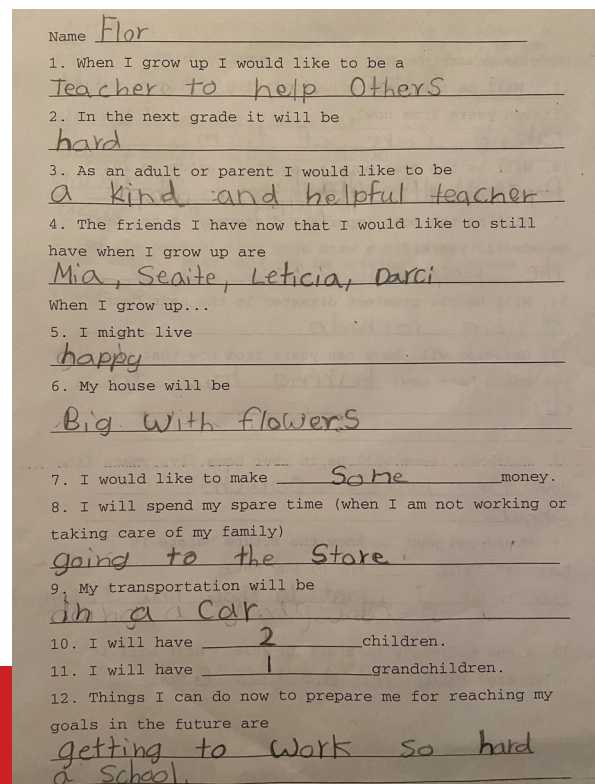 Name Flor
1. When I grow up I would like to be a
Teacher to help Others
2. In the next grade it will be
hard
3. As an adult or parent I would like to be
a kind and helpful teacher
4. The friends I have now that I would like to still
have when I grow up are
Mia, Seaite, Leticia, Darci
When I grow up...
5. I might live
happy
6. My house will be
Big with flowers
7. I would like to make Some money.
8. I will spend my spare time (when I am not working or
taking care of my family)
going to the Store.
9. My transportation will be
in a Car
10. I will have 2 children.
11. I will have 1 grandchildren.
12. Things I can do now to prepare me for reaching my
goals in the future are
getting to work so hard
a School.